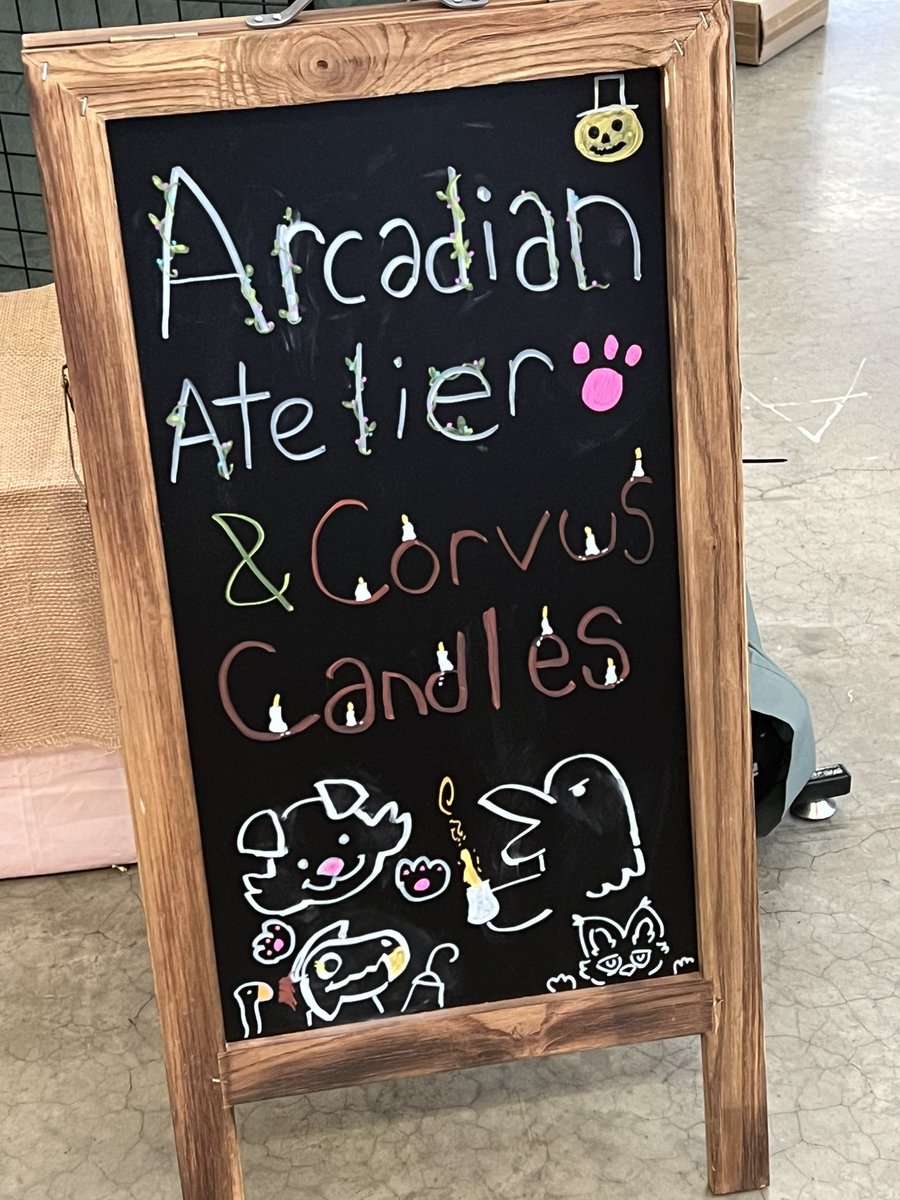 Arcadian
Atelier
& Corvus
Candles